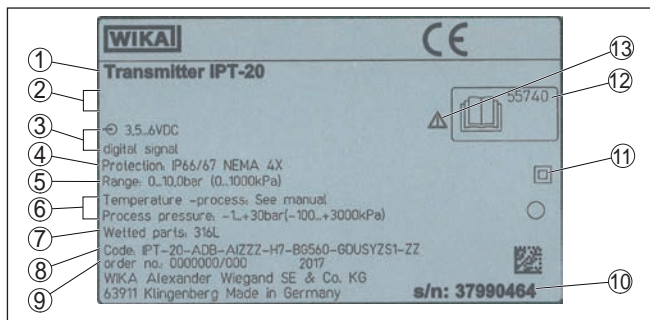 WIKA
CE
Transmitter IPT-20
3,5...6VDC
digital signal
Protection: IP66/67 NEMA 4X
Range: 0...10,0bar (0...1000kPa)
Temperature -process: See manual
Process pressure: -1...+30bar(-100...+3000kPa)
Wetted parts: 316L
Code: IPT-20-ADB-AIZZZ-H7-BG560-GDUSYZS1-ZZ
order no.: 0000000/000 2017
WIKA Alexander Wiegand SE & Co. KG
63911 Klingenberg Made in Germany
s/n: 37990464
55740
1
2
3
4
5
6
7
8
9
10
11
12
13